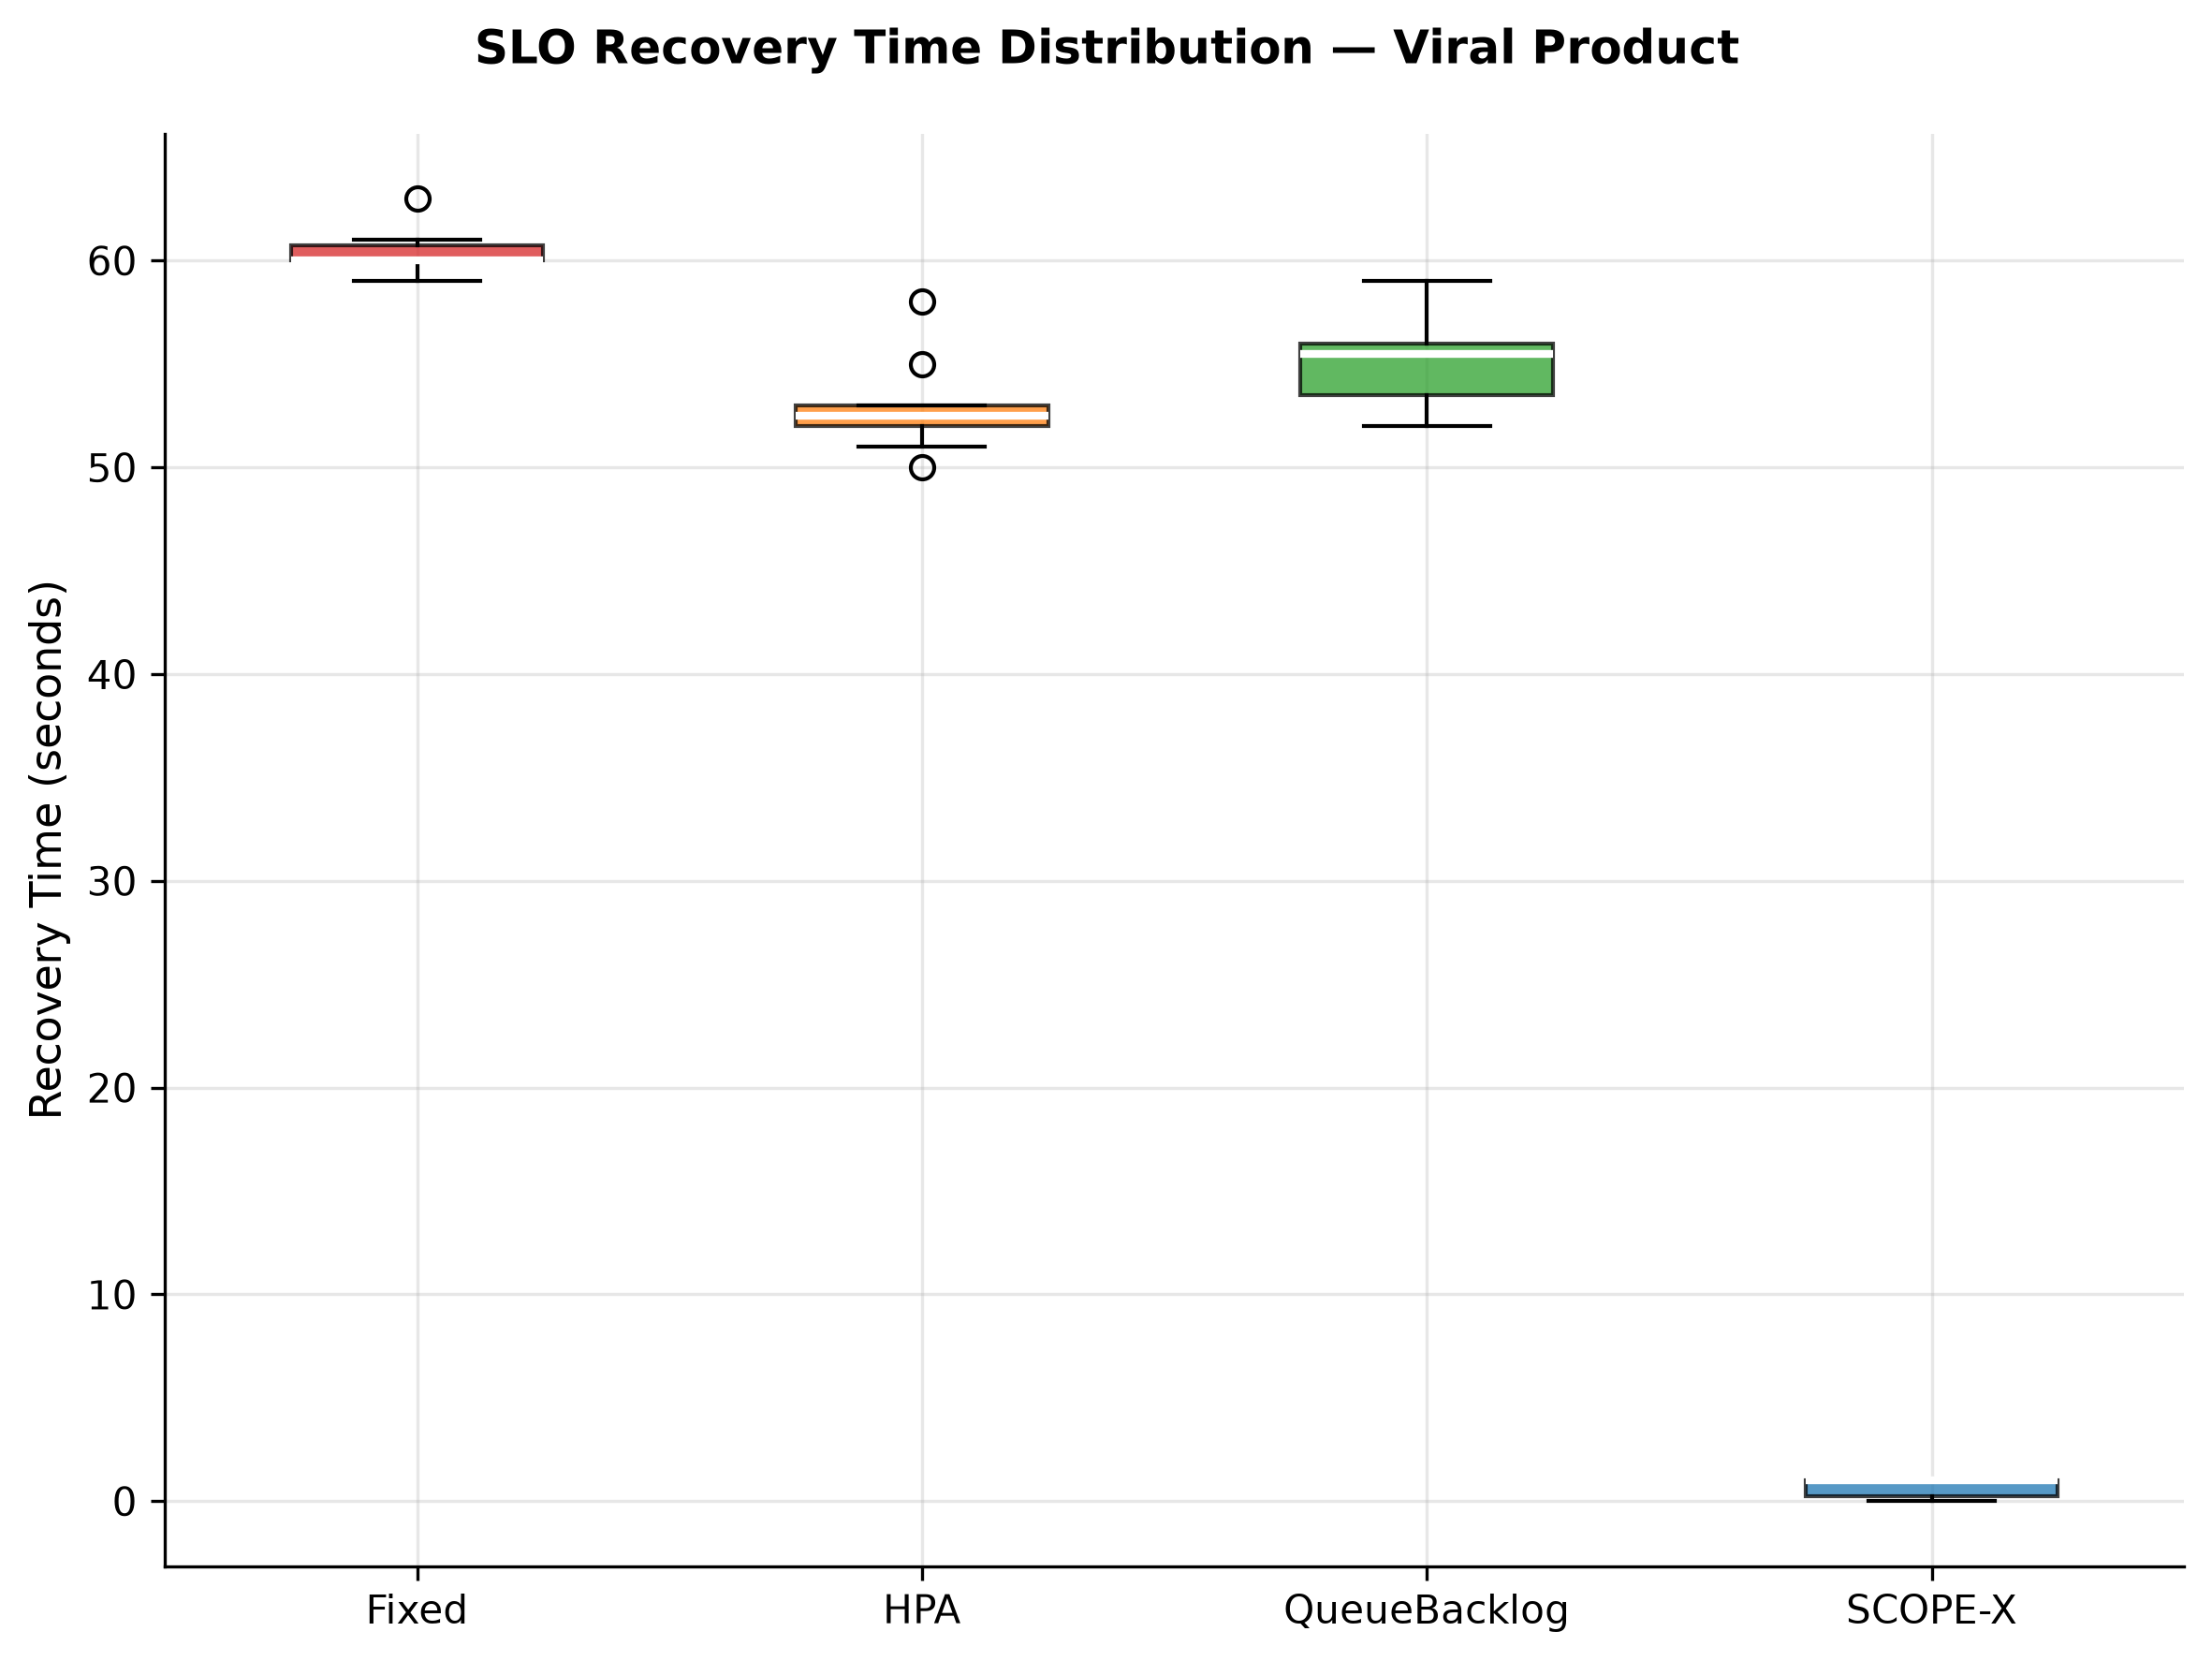 SLO Recovery Time Distribution — Viral Product
Recovery Time (seconds)
60
50
40
30
20
10
0
Fixed
HPA
QueueBacklog
SCOPE-X